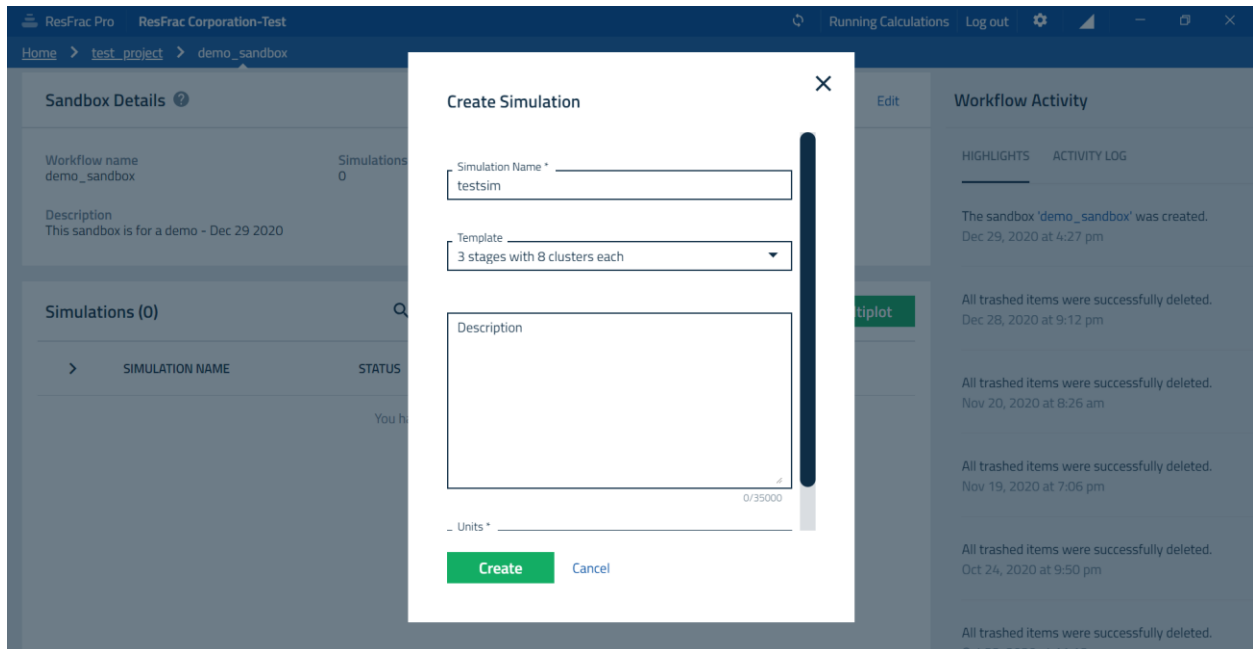 ResFrac Pro ResFrac Corporation-Test Running Calculations Log out
Home > test_project > demo_sandbox
Sandbox Details
Edit
Workflow name
demo_sandbox
Simulations
0
Description
This sandbox is for a demo - Dec 29 2020
Simulations (0)
tiplot
SIMULATION NAME STATUS
You ha
Create Simulation
Simulation Name *
testsim
Template
3 stages with 8 clusters each
Description
0/35000
Units *
Create Cancel
Workflow Activity
HIGHLIGHTS ACTIVITY LOG
The sandbox 'demo_sandbox' was created.
Dec 29, 2020 at 4:27 pm
All trashed items were successfully deleted.
Dec 28, 2020 at 9:12 pm
All trashed items were successfully deleted.
Nov 20, 2020 at 8:26 am
All trashed items were successfully deleted.
Nov 19, 2020 at 7:06 pm
All trashed items were successfully deleted.
Oct 24, 2020 at 9:50 pm
All trashed items were successfully deleted.